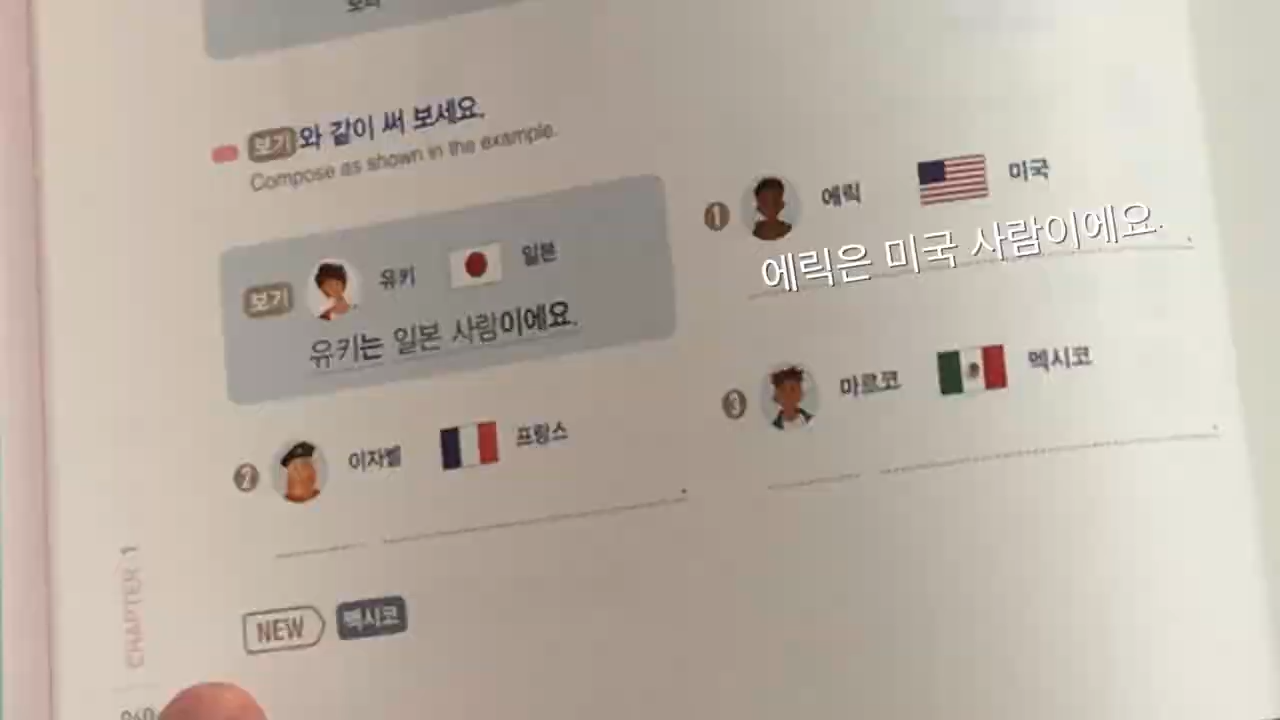 보기와 같이 써 보세요.
Compose as shown in the example.
보기 유키 일본
유키는 일본 사람이에요.
1 에릭 미국
에릭은 미국 사람이에요.
2 이자벨 프랑스
3 마르코 멕시코
NEW 멕시코
CHAPTER 1